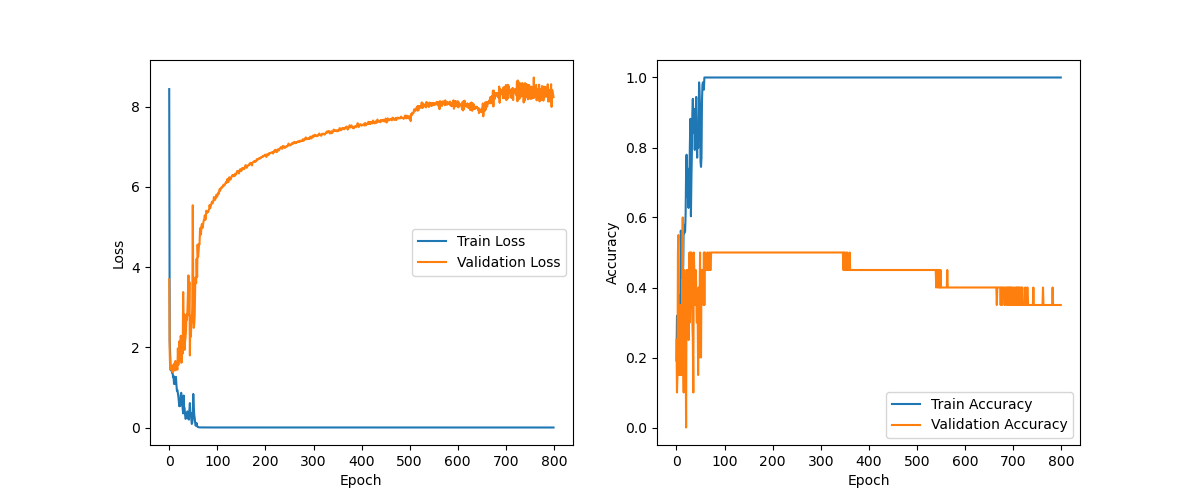 8
6
4
2
0
Loss
Train Loss
Validation Loss
0 100 200 300 400 500 600 700 800
Epoch
1.0
0.8
0.6
0.4
0.2
0.0
Accuracy
Train Accuracy
Validation Accuracy
0 100 200 300 400 500 600 700 800
Epoch